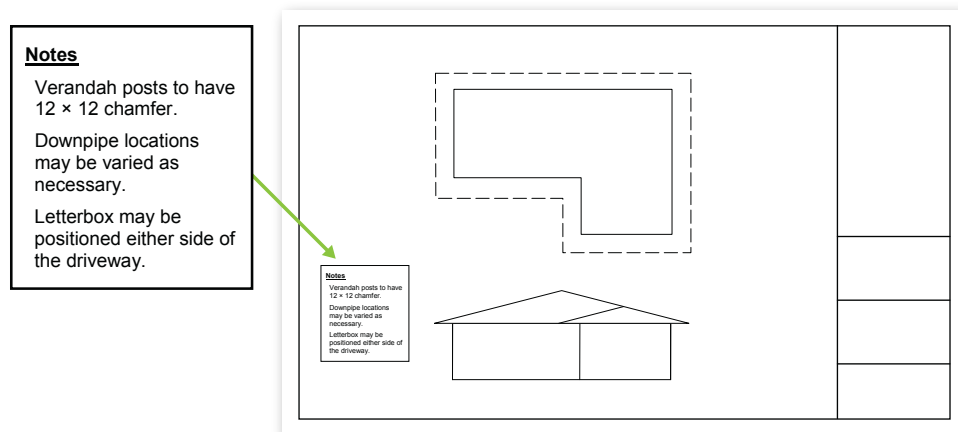 Notes
Verandah posts to have
12 × 12 chamfer.
Downpipe locations
may be varied as
necessary.
Letterbox may be
positioned either side of
the driveway.
Notes
Verandah posts to have
12 × 12 chamfer.
Downpipe locations
may be varied as
necessary.
Letterbox may be
positioned either side of
the driveway.